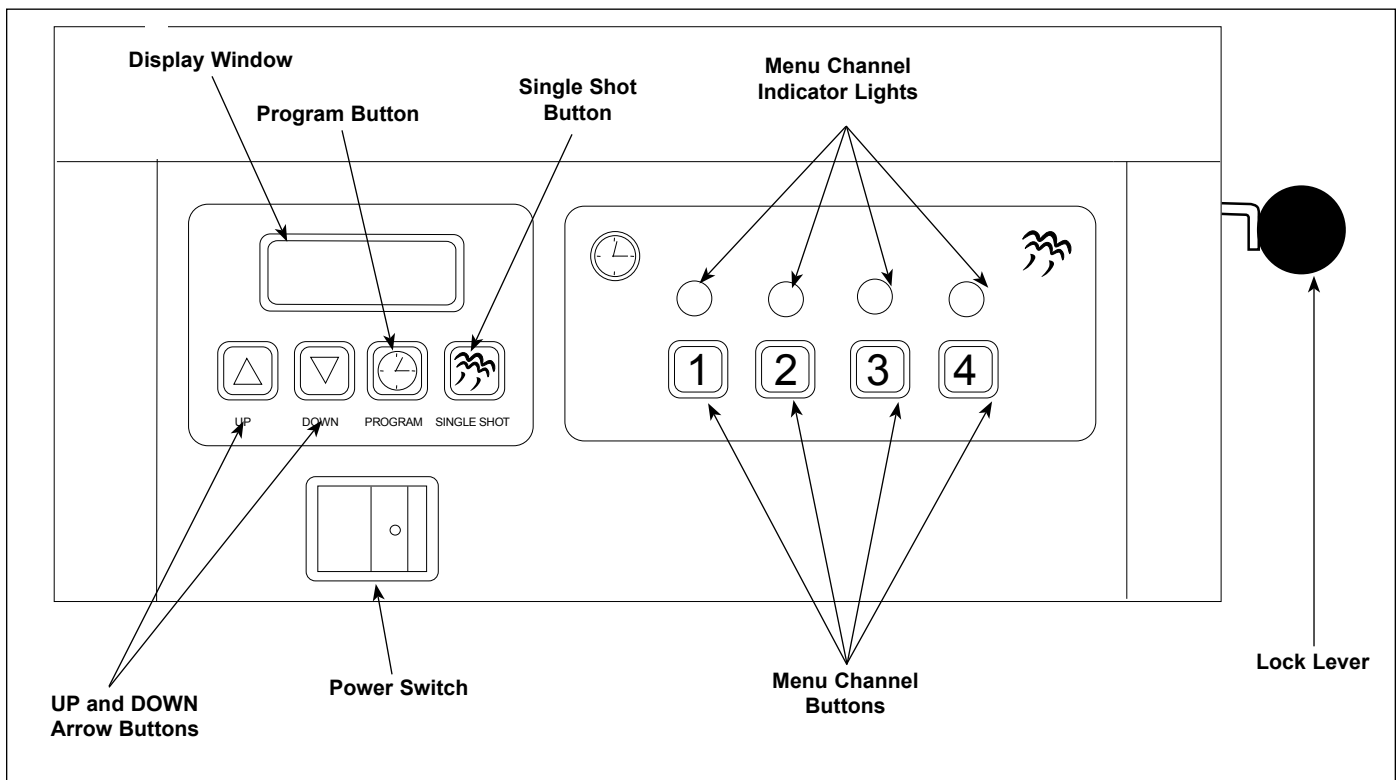 Display Window
Program Button
Single Shot
Button
Menu Channel
Indicator Lights
UP
DOWN
PROGRAM
SINGLE SHOT
1
2
3
4
UP and DOWN
Arrow Buttons
Power Switch
Menu Channel
Buttons
Lock Lever